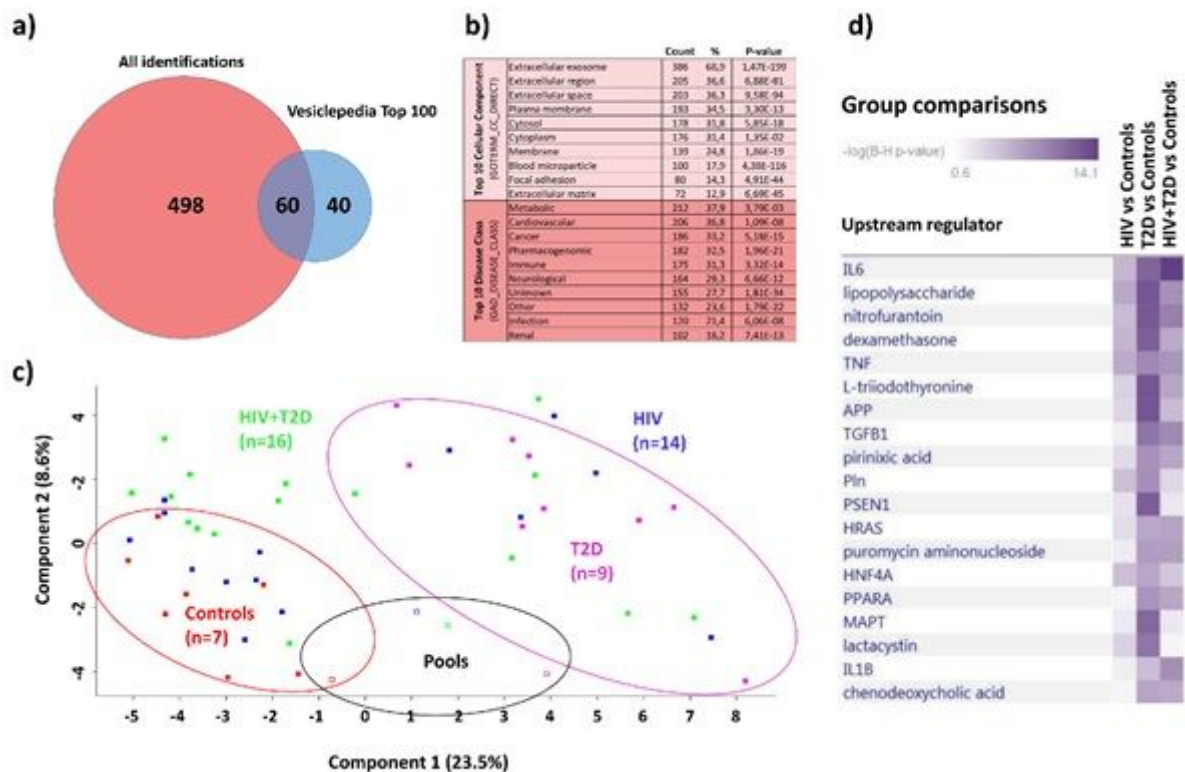 a)
All identifications
Vesiclepedia Top 100
498
60
40
b)
Count % P-value
Top 10 Cellular Component
(GOTERM_CC_DIRECT)
Extracellular exosome 386 68,9 1,47E-199
Extracellular region 205 36,6 6,88E-81
Extracellular space 203 36,3 9,58E-94
Plasma membrane 193 34,5 3,30E-13
Cytosol 178 31,8 5,85E-18
Cytoplasm 176 31,4 1,35E-02
Membrane 139 24,8 1,86E-19
Blood microparticle 100 17,9 4,38E-116
Focal adhesion 80 14,3 4,91E-44
Extracellular matrix 72 12,9 6,69E-45
Top 10 Disease Class
(GAD_DISEASE_CLASS)
Metabolic 212 37,9 3,79E-03
Cardiovascular 206 36,8 1,09E-08
Cancer 186 33,2 5,18E-15
Pharmacogenomic 182 32,5 1,96E-21
Immune 175 31,3 3,32E-14
Neurological 164 29,3 6,66E-12
Unknown 155 27,7 1,81E-34
Other 132 23,6 1,79E-22
Infection 120 21,4 6,06E-08
Renal 102 18,2 7,41E-13
c)
Component 2 (8.6%)
4
-2
0
-2
-4
HIV+T2D
(n=16)
HIV
(n=14)
T2D
(n=9)
Controls
(n=7)
Pools
-5 -4 -3 -2 -1 0 1 2 3 4 5 6 7 8
Component 1 (23.5%)
d)
Group comparisons
-log(B-H p-value)
0.6 14.1
HIV vs Controls
T2D vs Controls
HIV+T2D vs Controls
Upstream regulator
IL6
lipopolysaccharide
nitrofurantoin
dexamethasone
TNF
L-triiodothyronine
APP
TGFB1
pirinixic acid
Pln
PSEN1
HRAS
puromycin aminonucleoside
HNF4A
PPARA
MAPT
lactacystin
IL1B
chenodeoxycholic acid